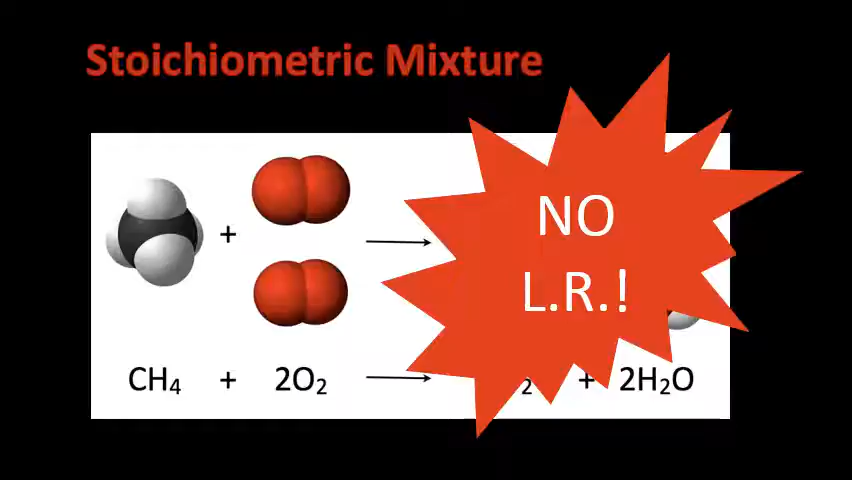 Stoichiometric Mixture
+
NO
L.R.!
CH₄ + 2O₂ ⟶ ₂ + 2H₂O